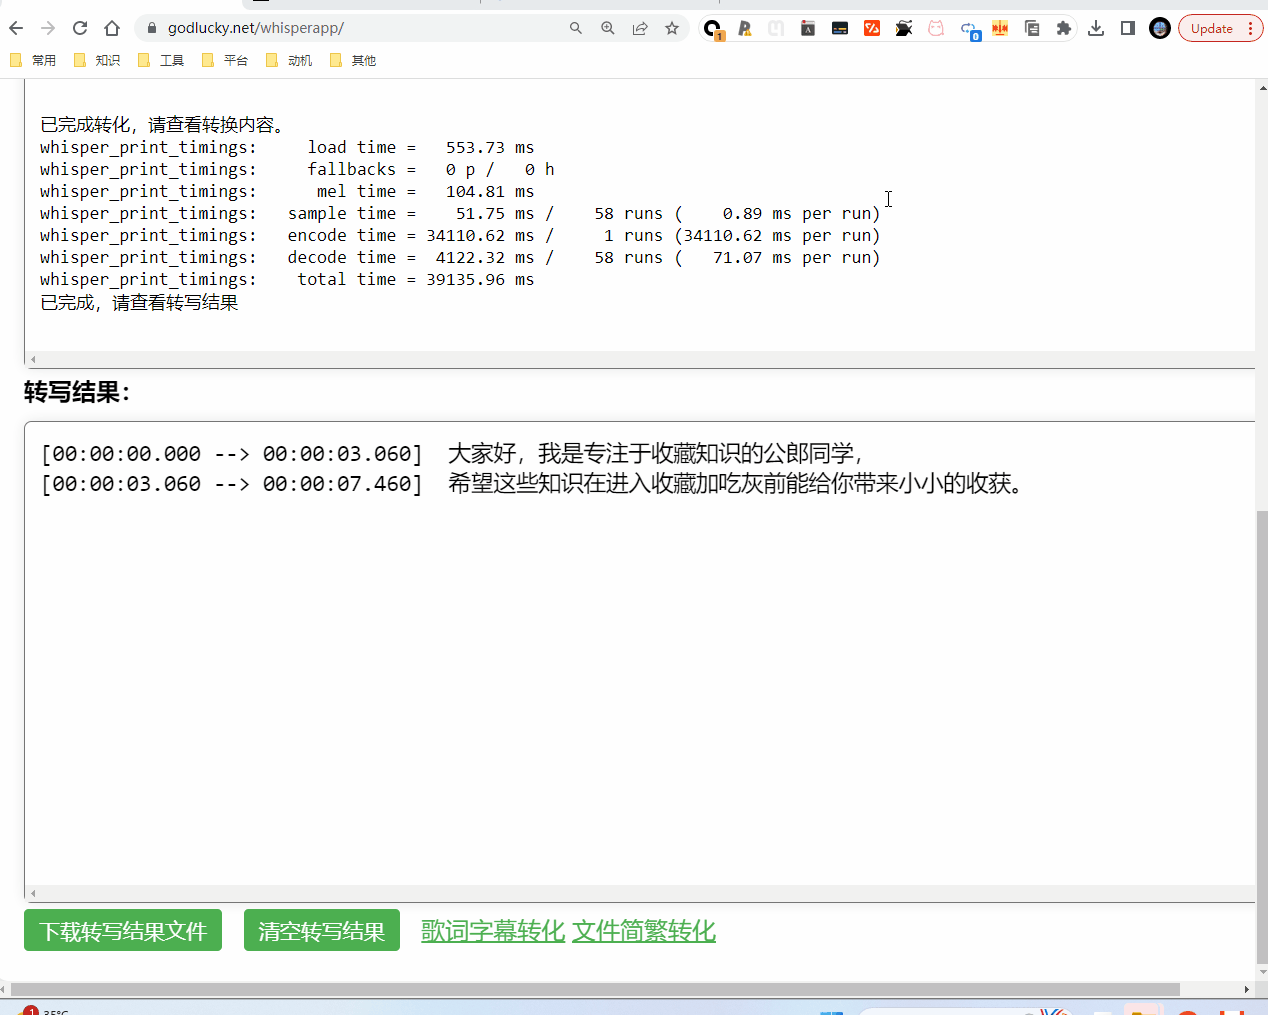 godlucky.net/whisperapp/
1
0
Update
常用 知识 工具 平台 动机 其他
已完成转化，请查看转换内容。
whisper_print_timings:     load time =   553.73 ms
whisper_print_timings:     fallbacks =   0 p /   0 h
whisper_print_timings:      mel time =   104.81 ms
whisper_print_timings:   sample time =    51.75 ms /    58 runs (    0.89 ms per run)
whisper_print_timings:   encode time = 34110.62 ms /     1 runs (34110.62 ms per run)
whisper_print_timings:   decode time =  4122.32 ms /    58 runs (   71.07 ms per run)
whisper_print_timings:    total time = 39135.96 ms
已完成，请查看转写结果
转写结果：
[00:00:00.000 --> 00:00:03.060]  大家好，我是专注于收藏知识的公郎同学，
[00:00:03.060 --> 00:00:07.460]  希望这些知识在进入收藏加吃灰前能给你带来小小的收获。
下载转写结果文件 清空转写结果 歌词字幕转化 文件简繁转化
1
35°C